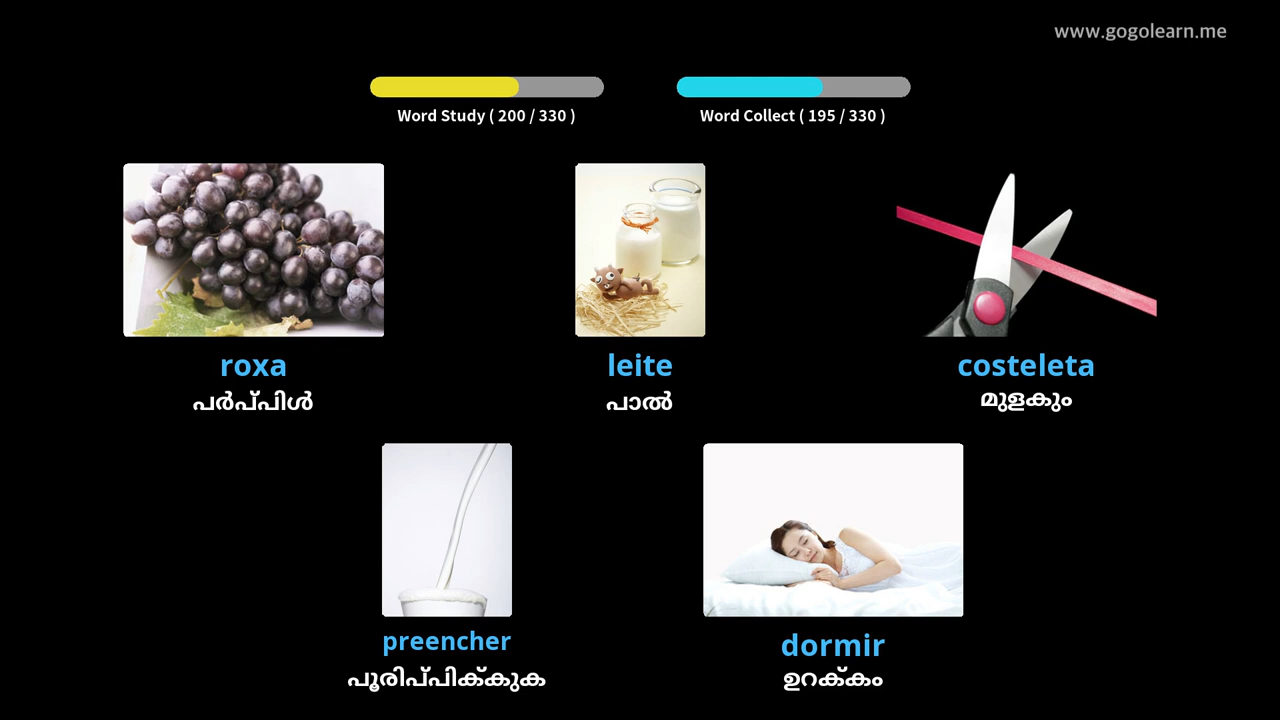 www.gogolearn.me
Word Study ( 200 / 330 )
Word Collect ( 195 / 330 )
roxa
പർപ്പിൾ
leite
പാൽ
costeleta
മുളകും
preencher
പൂരിപ്പിക്കുക
dormir
ഉറക്കം